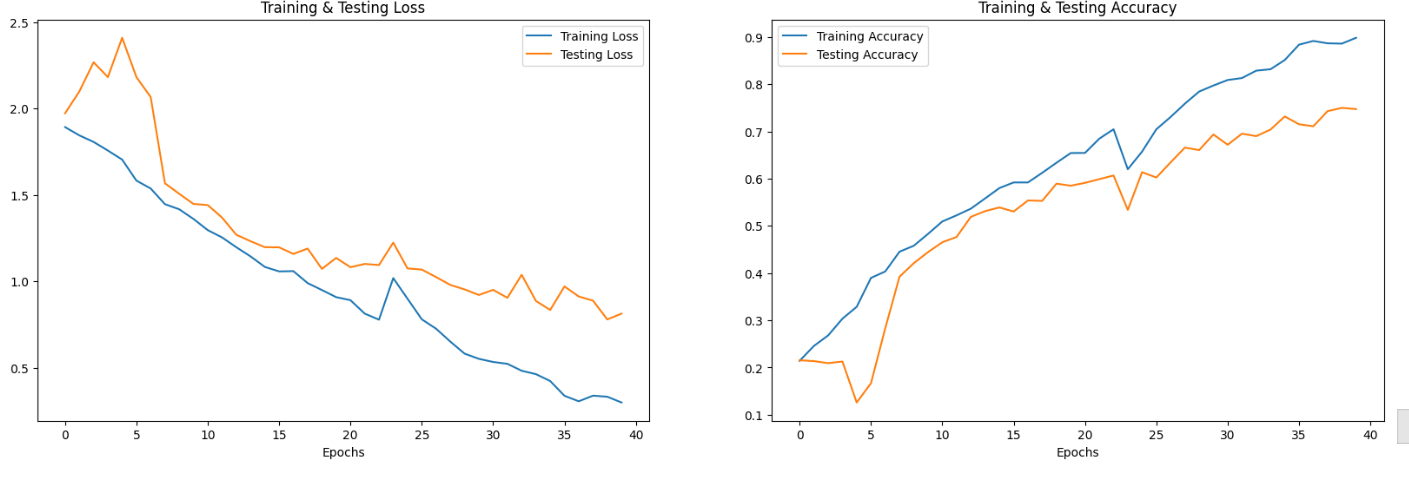 Training & Testing Loss
2.5
2.0
1.5
1.0
0.5
Training Loss
Testing Loss
0 5 10 15 20 25 30 35 40
Epochs
Training & Testing Accuracy
0.9
0.8
0.7
0.6
0.5
0.4
0.3
0.2
0.1
Training Accuracy
Testing Accuracy
0 5 10 15 20 25 30 35 40
Epochs